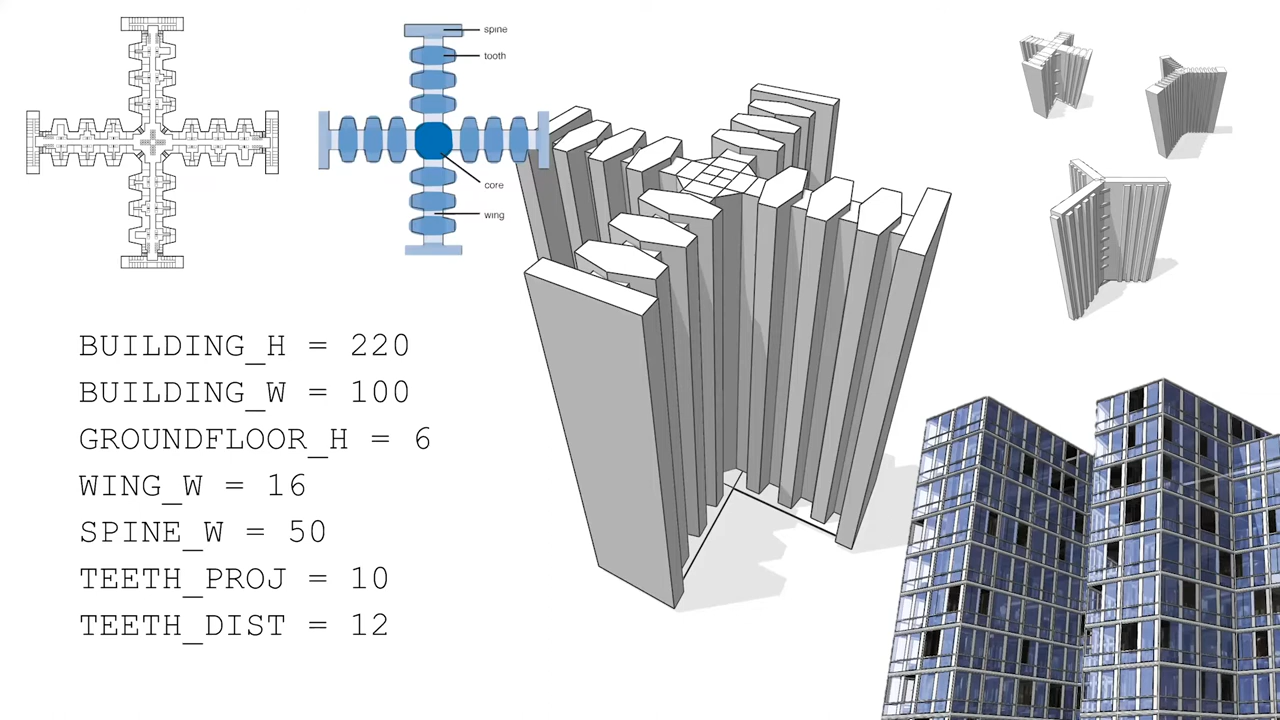 spine
tooth
core
wing
BUILDING_H = 220
BUILDING_W = 100
GROUNDFLOOR_H = 6
WING_W = 16
SPINE_W = 50
TEETH_PROJ = 10
TEETH_DIST = 12